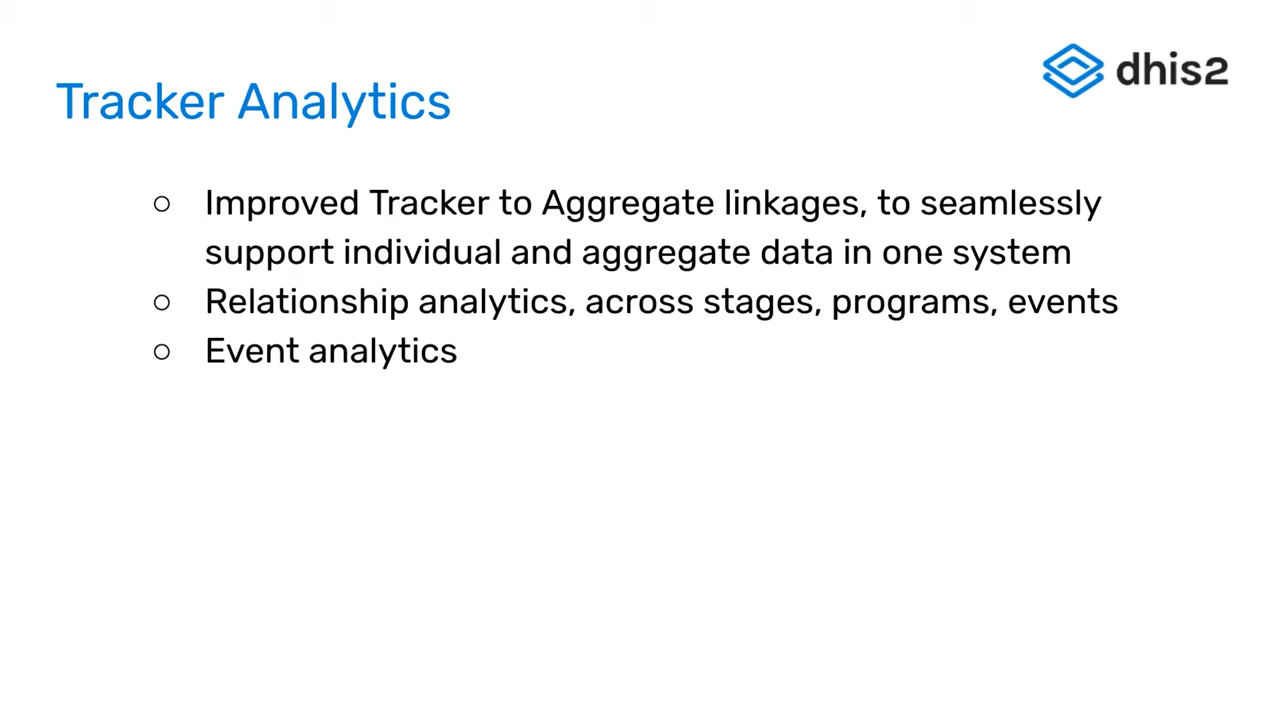 dhis2
Tracker Analytics
○ Improved Tracker to Aggregate linkages, to seamlessly
support individual and aggregate data in one system
○ Relationship analytics, across stages, programs, events
○ Event analytics